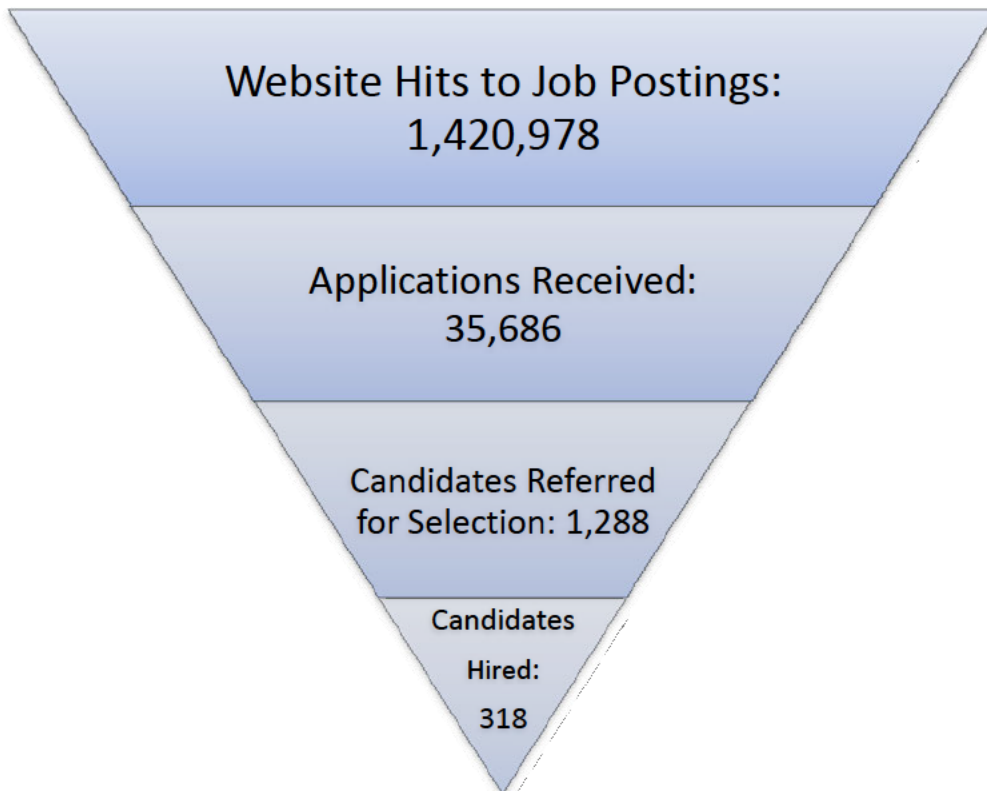 Website Hits to Job Postings:
1,420,978
Applications Received:
35,686
Candidates Referred
for Selection: 1,288
Candidates
Hired:
318